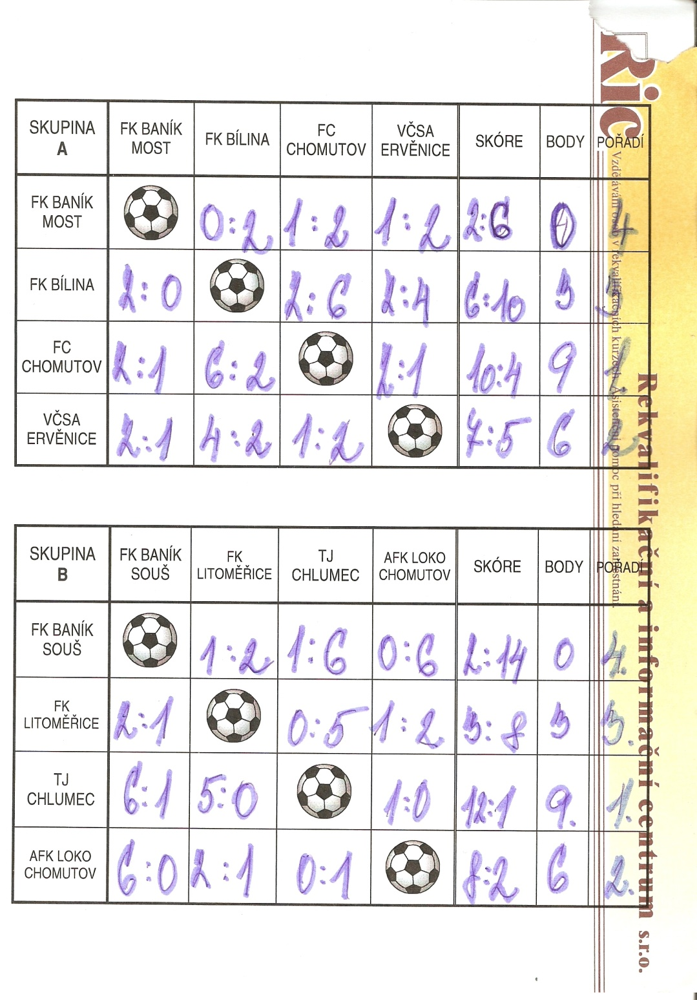 Ric
Vzdělávání osob v rekvalifikačních kurzech Asistence a pomoc při hledání zaměstnání
Rekvalifikační a informační centrum s.r.o.
SKUPINA A FK BANÍK MOST FK BÍLINA FC CHOMUTOV VČSA ERVĚNICE SKÓRE BODY POŘADÍ
FK BANÍK MOST 0:2 1:2 1:2 2:6 0 4
FK BÍLINA 2:0 2:6 2:4 6:10 3
FC CHOMUTOV 2:1 6:2 2:1 10:4 9 1.
VČSA ERVĚNICE 2:1 4:2 1:2 7:5 6 2
SKUPINA B FK BANÍK SOUŠ FK LITOMĚŘICE TJ CHLUMEC AFK LOKO CHOMUTOV SKÓRE BODY POŘADÍ
FK BANÍK SOUŠ 1:2 1:6 0:6 2:14 0 4.
FK LITOMĚŘICE 2:1 0:5 1:2 3:8 3 3.
TJ CHLUMEC 6:1 5:0 1:0 12:1 9. 1.
AFK LOKO CHOMUTOV 6:0 2:1 0:1 8:2 6 2.